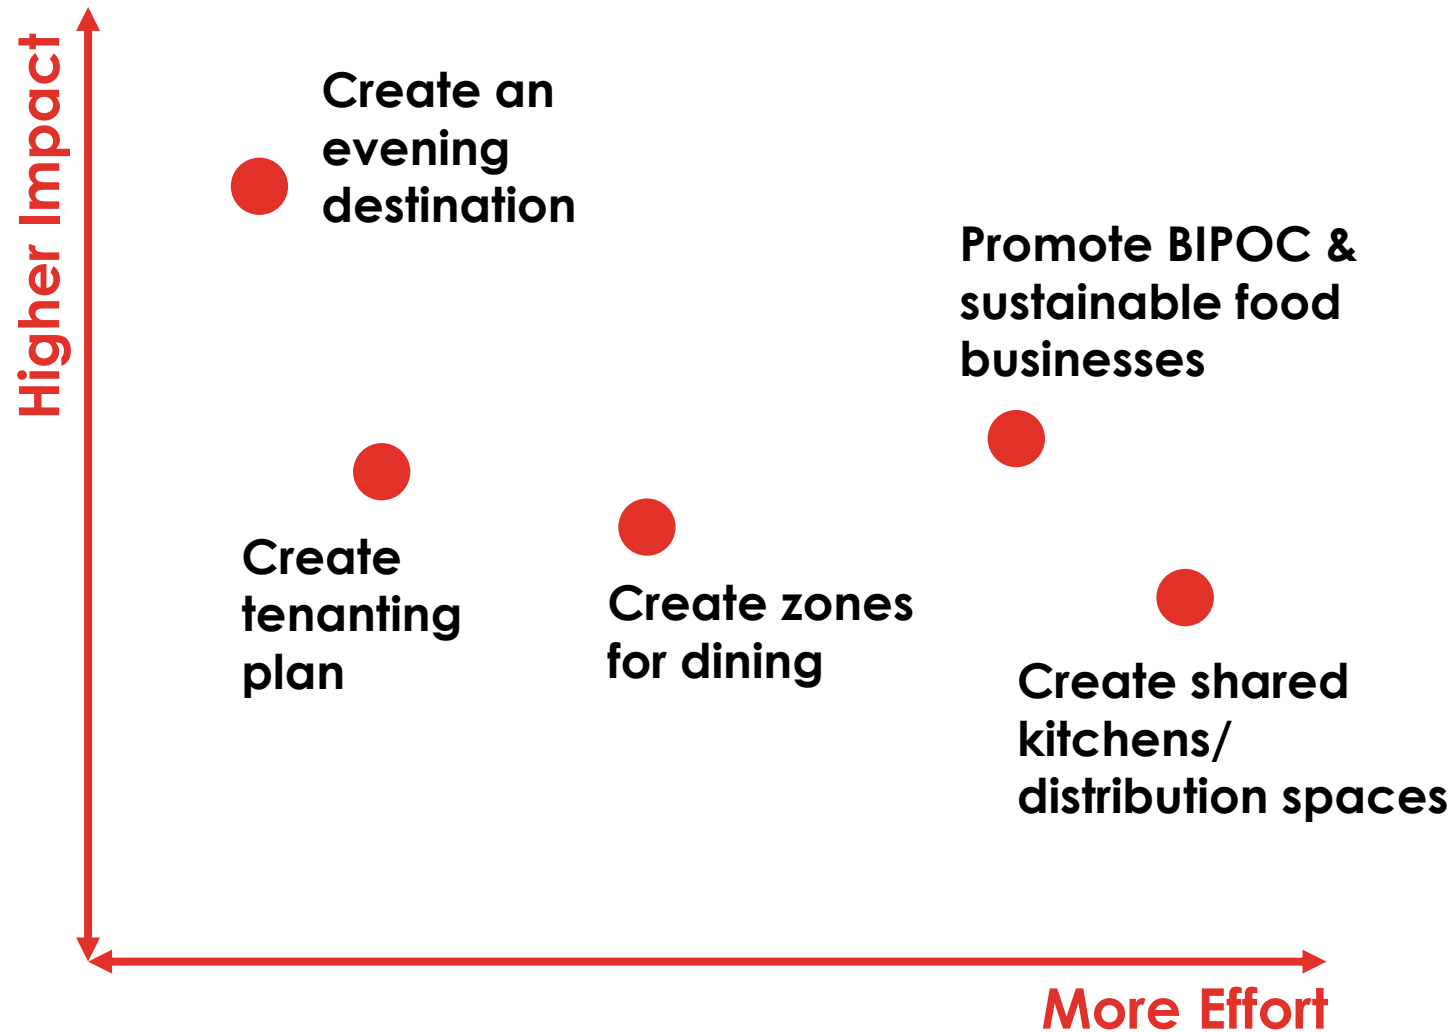 Higher Impact
Create an
evening
destination
Promote BIPOC &
sustainable food
businesses
Create
tenanting
plan
Create zones
for dining
Create shared
kitchens/
distribution spaces
More Effort